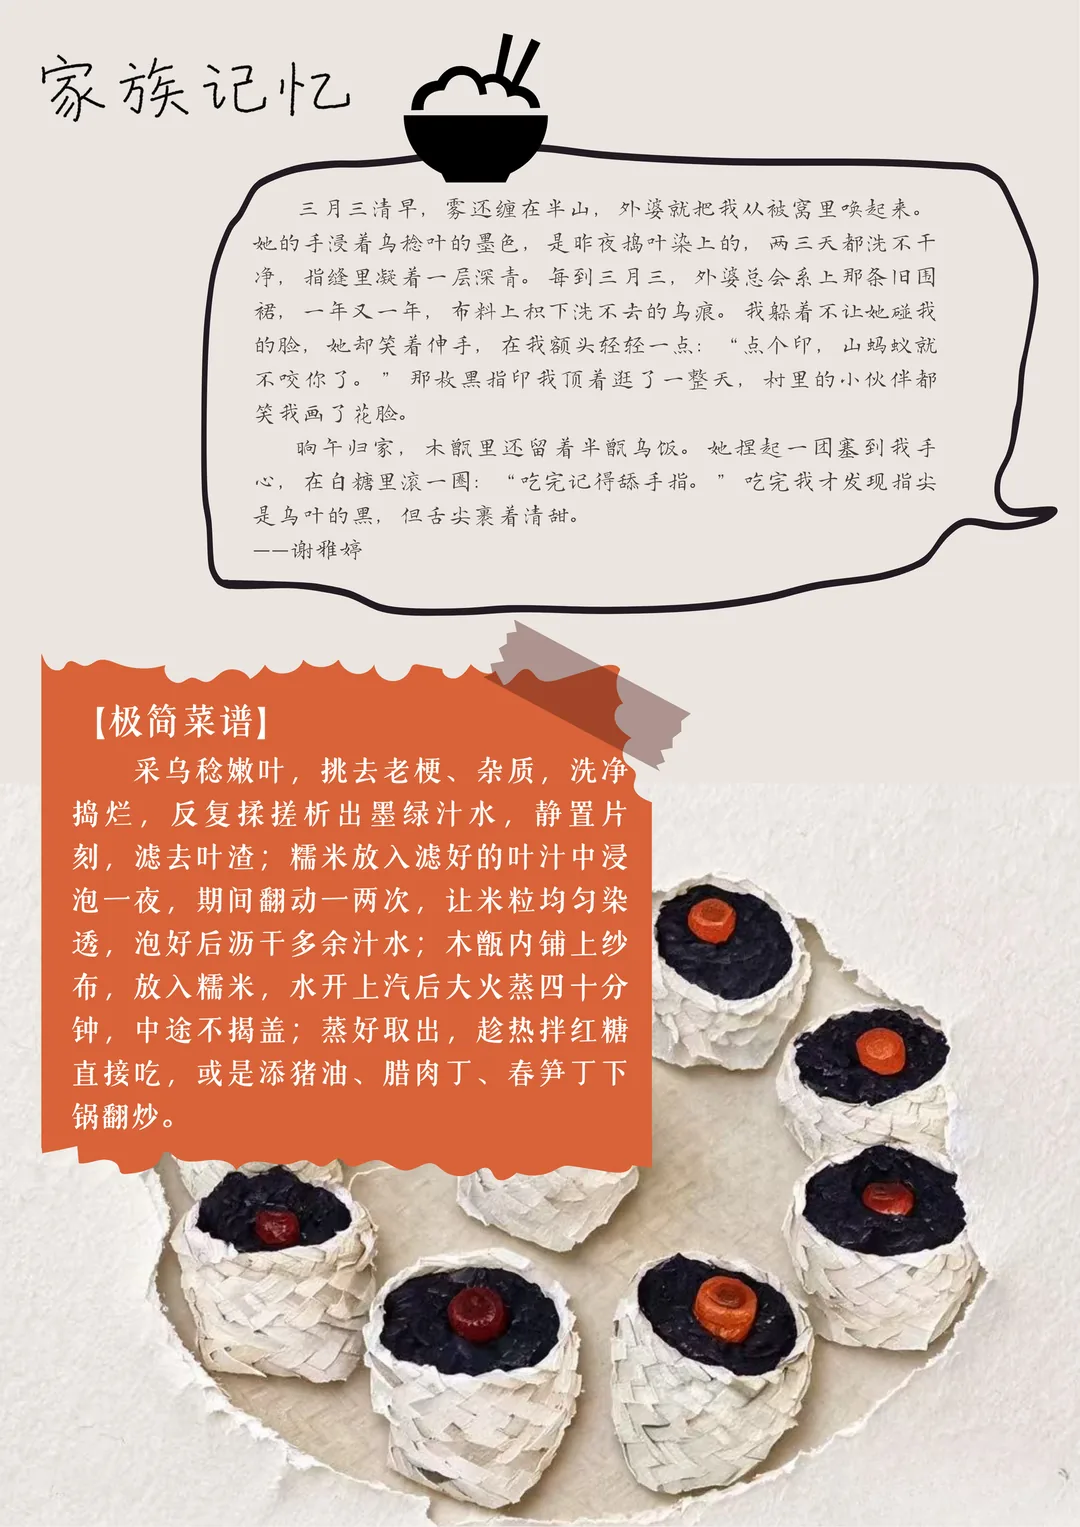 家族记忆
三月三清早，雾还缠在半山，外婆就把我从被窝里唤起来。
她的手浸着乌捻叶的墨色，是昨夜捣叶染上的，两三天都洗不干
净，指缝里凝着一层深青。每到三月三，外婆总会系上那条旧围
裙，一年又一年，布料上积下洗不去的乌痕。我躲着不让她碰我
的脸，她却笑着伸手，在我额头轻轻一点：“点个印，山蚂蚁就
不咬你了。”那枚黑指印我顶着逛了一整天，村里的小伙伴都
笑我画了花脸。
晌午归家，木甑里还留着半甑乌饭。她捏起一团塞到我手
心，在白糖里滚一圈：“吃完记得舔手指。”吃完我才发现指尖
是乌叶的黑，但舌尖裹着清甜。
——谢雅婷
【极简菜谱】
采乌稔嫩叶，挑去老梗、杂质，洗净
捣烂，反复揉搓析出墨绿汁水，静置片
刻，滤去叶渣；糯米放入滤好的叶汁中浸
泡一夜，期间翻动一两次，让米粒均匀染
透，泡好后沥干多余汁水；木甑内铺上纱
布，放入糯米，水开上汽后大火蒸四十分
钟，中途不揭盖；蒸好取出，趁热拌红糖
直接吃，或是添猪油、腊肉丁、春笋丁下
锅翻炒。